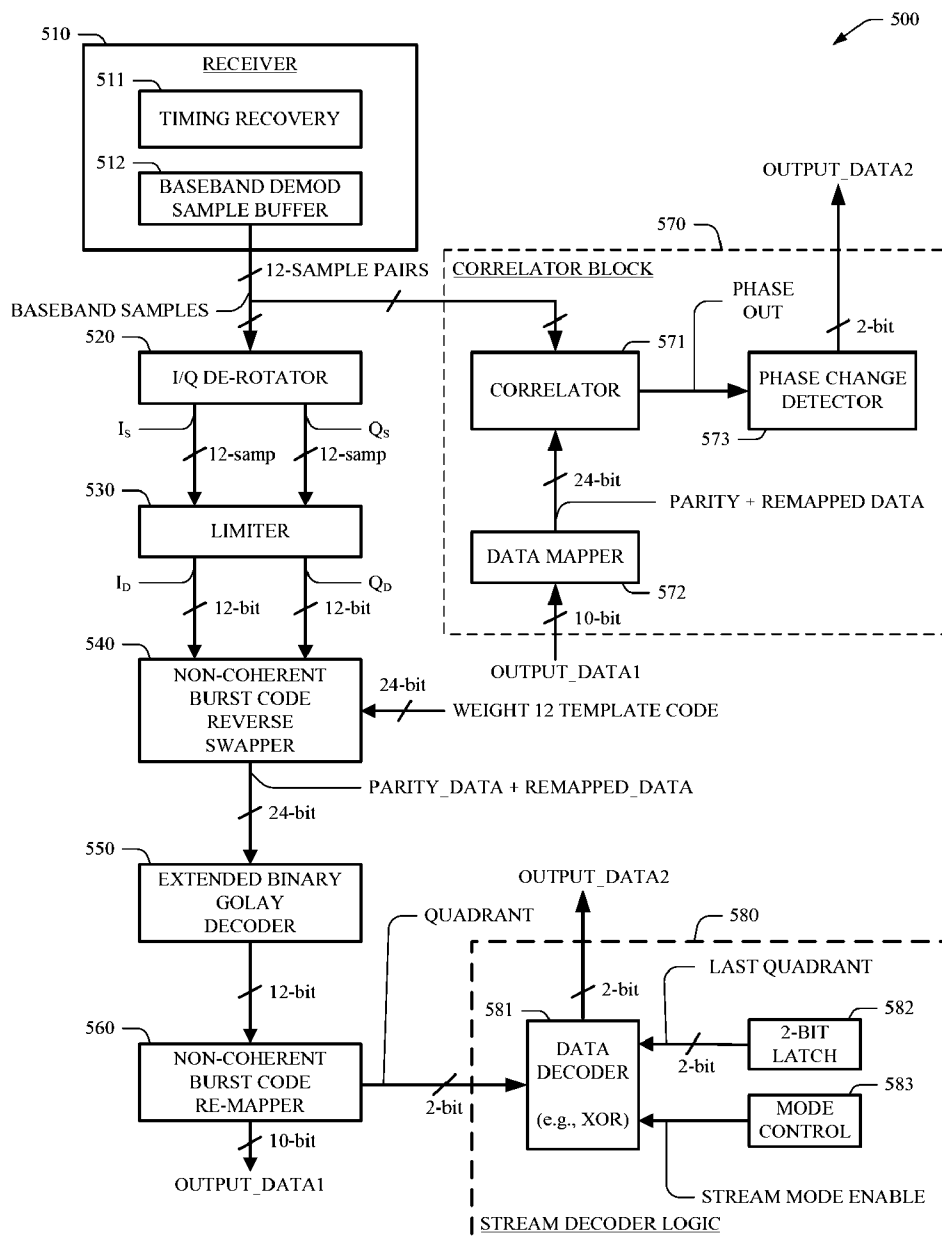 500
510
RECEIVER
511
TIMING RECOVERY
512
BASEBAND DEMOD
SAMPLE BUFFER
12-SAMPLE PAIRS
BASEBAND SAMPLES
520
I/Q DE-ROTATOR
I_S
Q_S
12-samp
12-samp
530
LIMITER
I_D
Q_D
12-bit
12-bit
540
NON-COHERENT
BURST CODE
REVERSE
SWAPPER
24-bit
WEIGHT 12 TEMPLATE CODE
PARITY_DATA + REMAPPED_DATA
24-bit
550
EXTENDED BINARY
GOLAY
DECODER
12-bit
560
NON-COHERENT
BURST CODE
RE-MAPPER
10-bit
OUTPUT_DATA1
QUADRANT
2-bit
OUTPUT_DATA2
570
CORRELATOR BLOCK
PHASE
OUT
2-bit
571
CORRELATOR
PHASE CHANGE
DETECTOR
573
24-bit
PARITY + REMAPPED DATA
DATA MAPPER
572
10-bit
OUTPUT_DATA1
OUTPUT_DATA2
580
2-bit
LAST QUADRANT
581
DATA
DECODER
(e.g., XOR)
582
2-BIT
LATCH
2-bit
583
MODE
CONTROL
STREAM MODE ENABLE
STREAM DECODER LOGIC